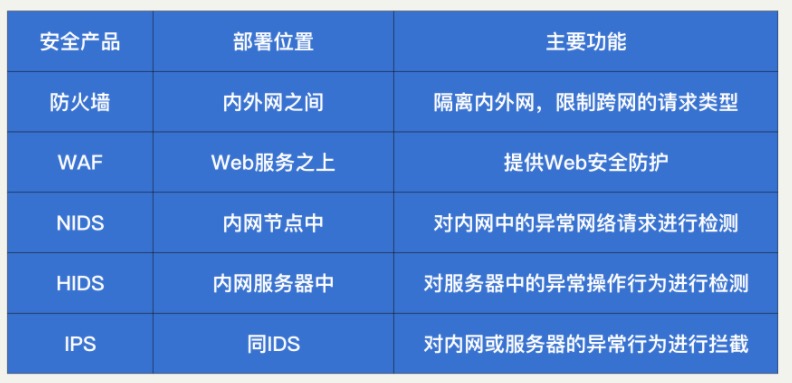 安全产品 部署位置 主要功能
防火墙 内外网之间 隔离内外网，限制跨网的请求类型
WAF Web服务之上 提供Web安全防护
NIDS 内网节点中 对内网中的异常网络请求进行检测
HIDS 内网服务器中 对服务器中的异常操作行为进行检测
IPS 同IDS 对内网或服务器的异常行为进行拦截